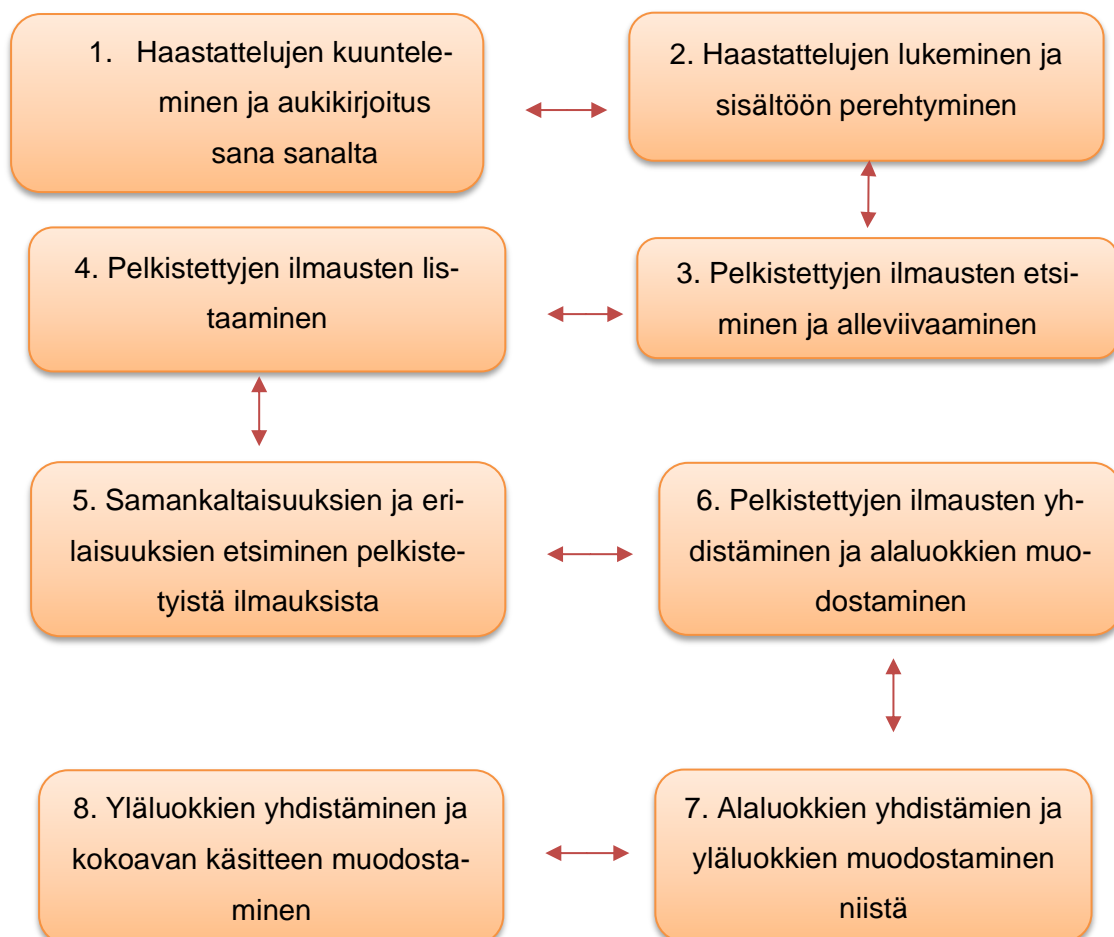 1. Haastattelujen kuuntele-
minen ja aukikirjoitus
sana sanalta
2. Haastattelujen lukeminen ja
sisältöön perehtyminen
3. Pelkistettyjen ilmausten etsi-
minen ja alleviivaaminen
4. Pelkistettyjen ilmausten lis-
taaminen
5. Samankaltaisuuksien ja eri-
laisuuksien etsiminen pelkiste-
tyistä ilmauksista
6. Pelkistettyjen ilmausten yh-
distäminen ja alaluokkien muo-
dostaminen
7. Alaluokkien yhdistämien ja
yläluokkien muodostaminen
niistä
8. Yläluokkien yhdistäminen ja
kokoavan käsitteen muodosta-
minen